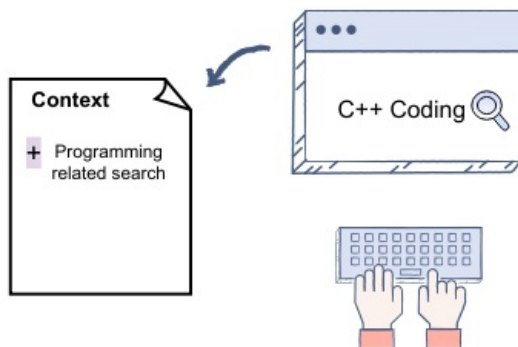 Context
+ Programming
related search
C++ Coding